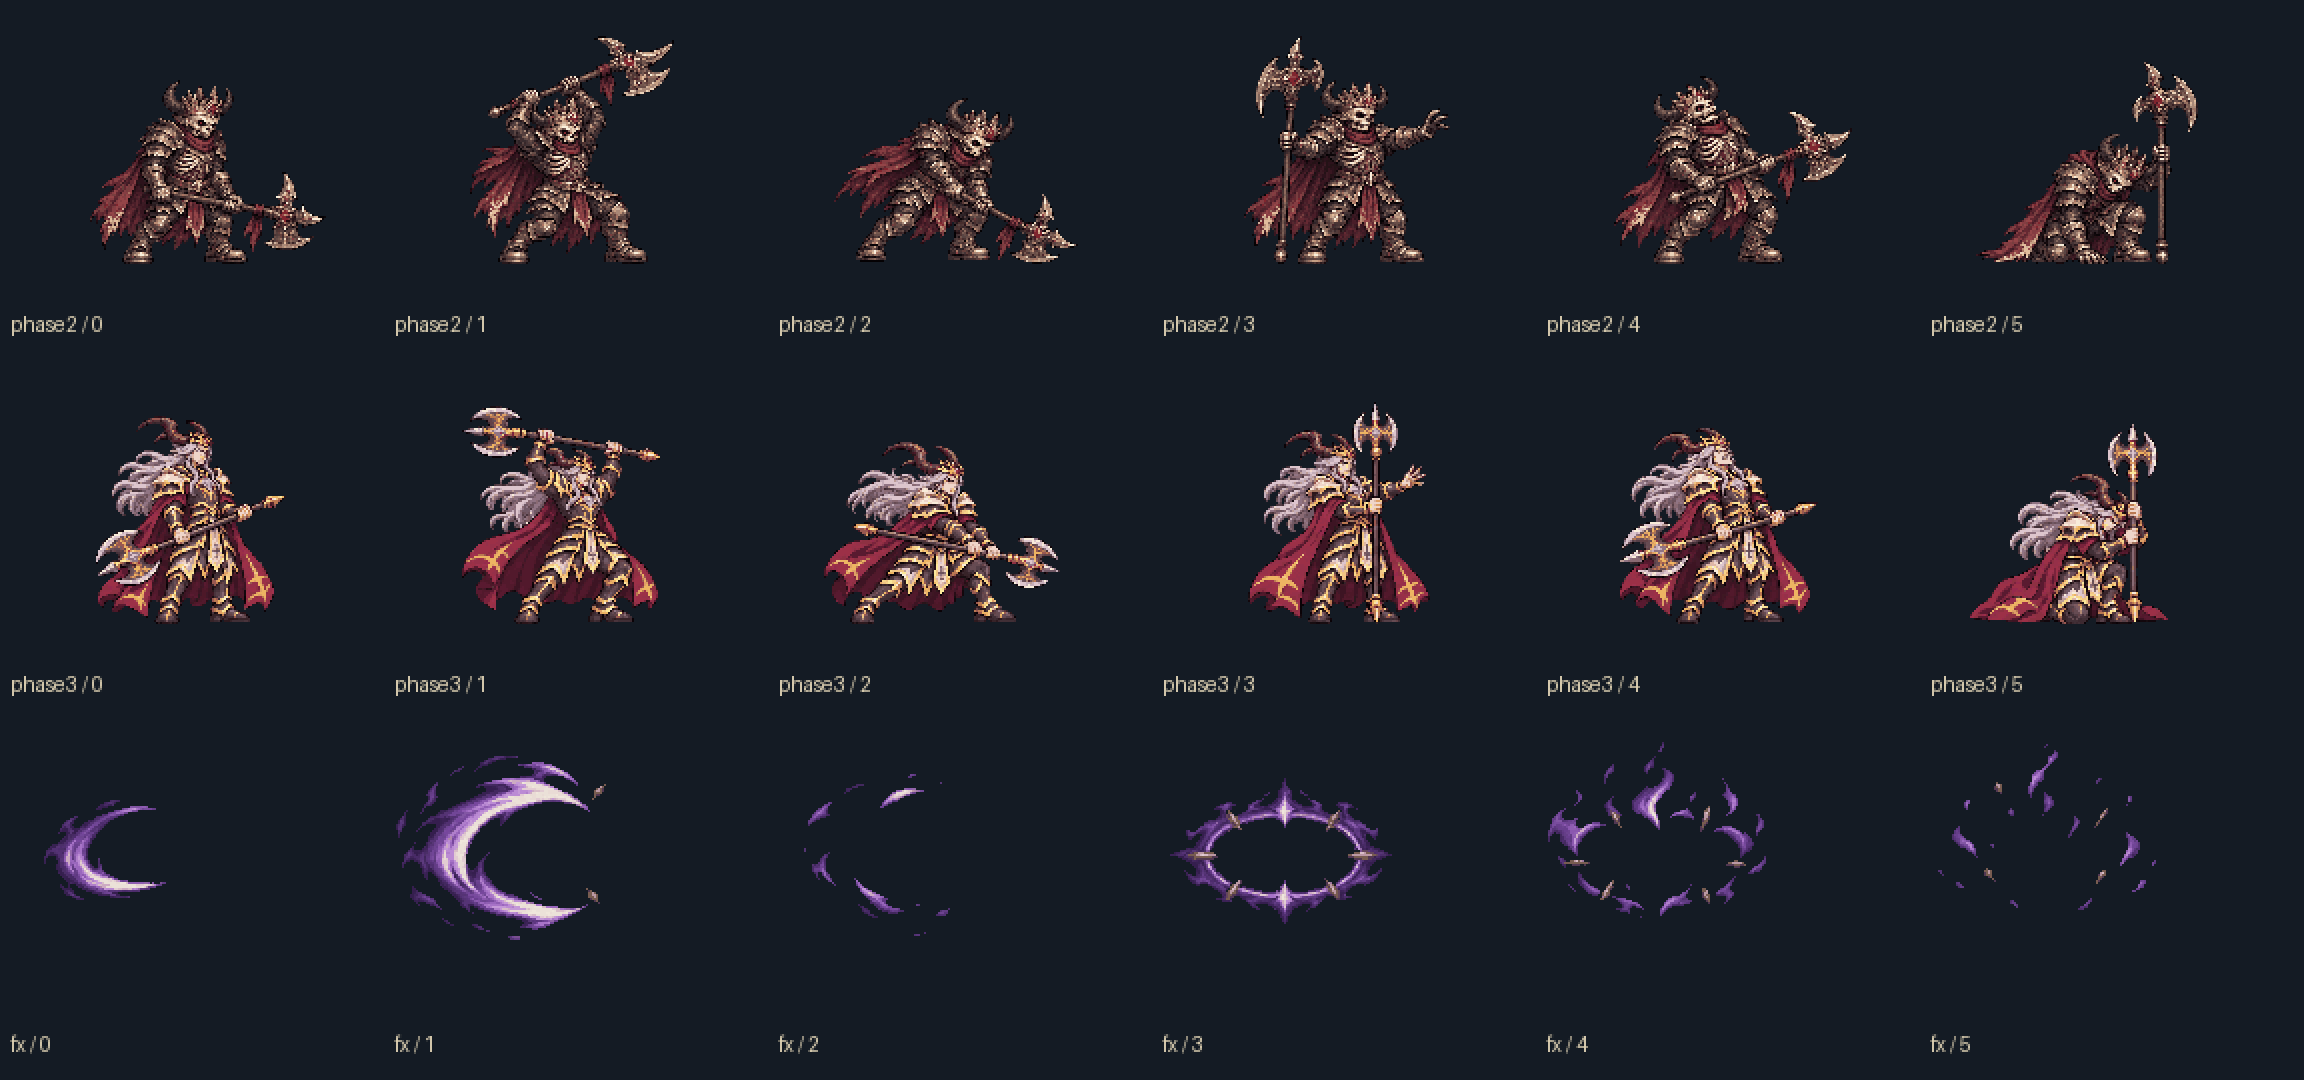 phase2/0 phase2/1 phase2/2 phase2/3 phase2/4 phase2/5
phase3/0 phase3/1 phase3/2 phase3/3 phase3/4 phase3/5
fx/0 fx/1 fx/2 fx/3 fx/4 fx/5